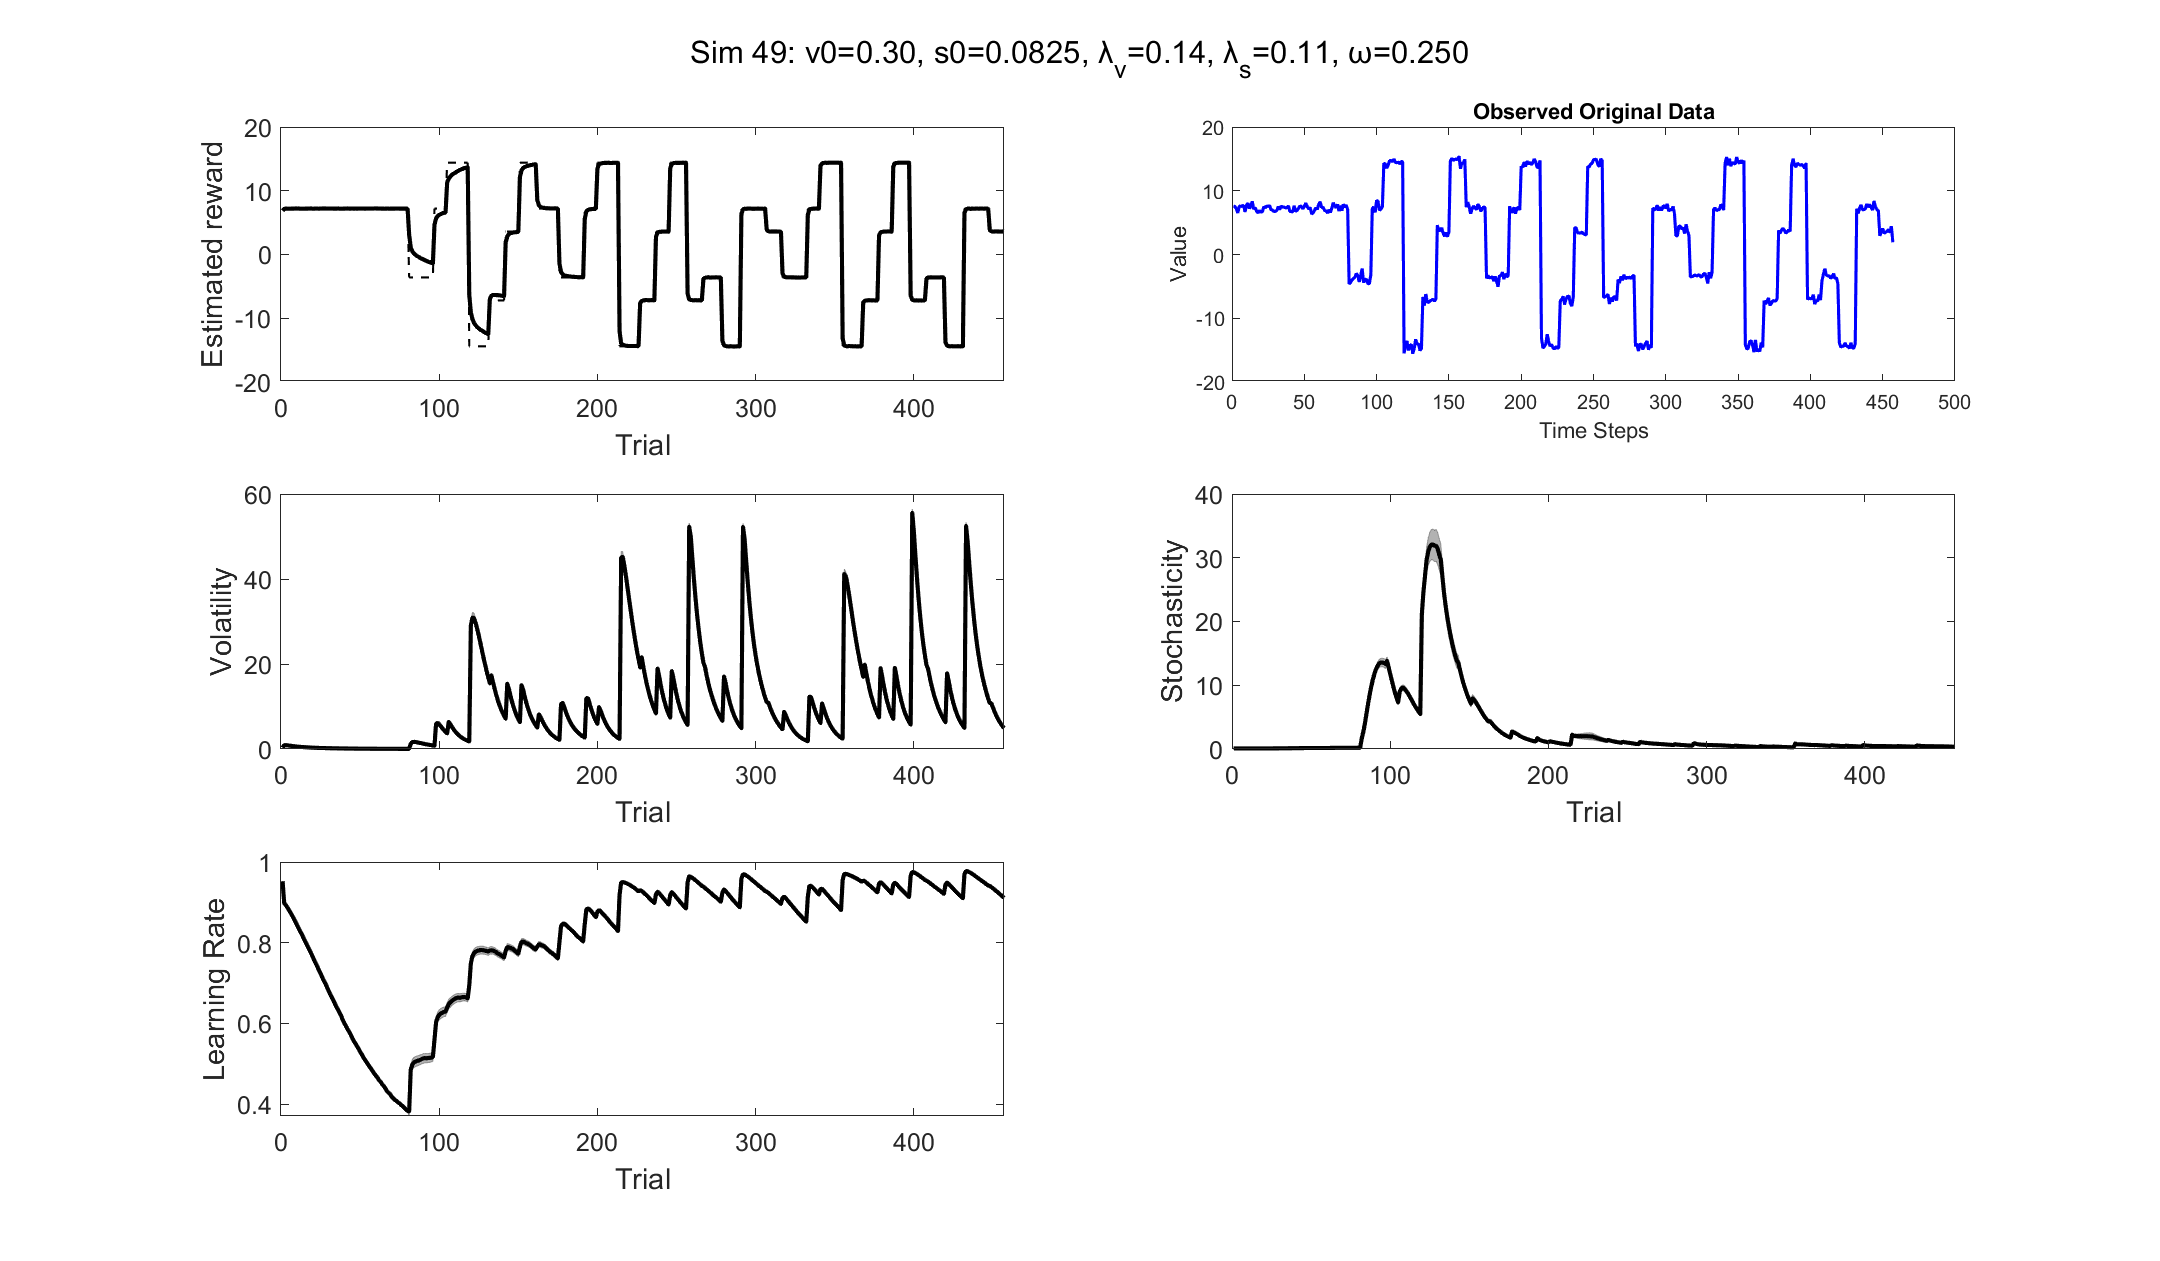 Sim 49: v0=0.30, s0=0.0825, λv=0.14, λs=0.11, ω=0.250
Estimated reward
20
10
0
-10
-20
0 100 200 300 400
Trial
Observed Original Data
Value
20
10
0
-10
-20
0 50 100 150 200 250 300 350 400 450 500
Time Steps
Volatility
60
40
20
0
0 100 200 300 400
Trial
Stochasticity
40
30
20
10
0
0 100 200 300 400
Trial
Learning Rate
1
0.8
0.6
0.4
0 100 200 300 400
Trial